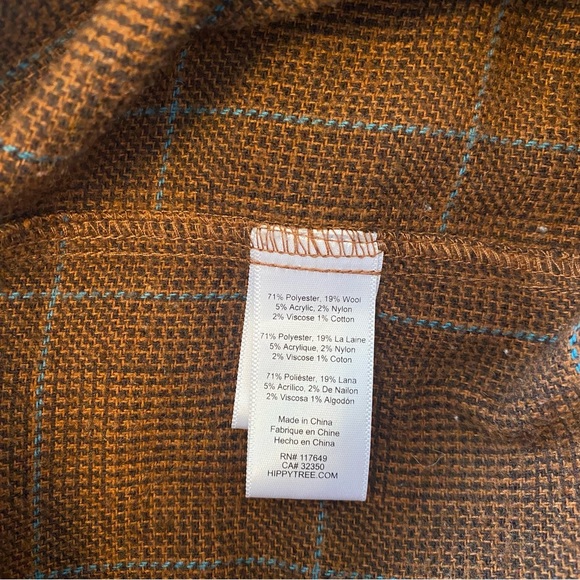 71% Polyester, 19% Wool
5% Acrylic, 2% Nylon
2% Viscose 1% Cotton
71% Polyester, 19% La Laine
5% Acrylique, 2% Nylon
2% Viscose 1% Coton
71% Poliéster, 19% Lana
5% Acrílico, 2% De Nailon
2% Viscosa 1% Algodón
Made in China
Fabrique en Chine
Hecho en China
RN# 117649
CA# 32350
HIPPYTREE.COM